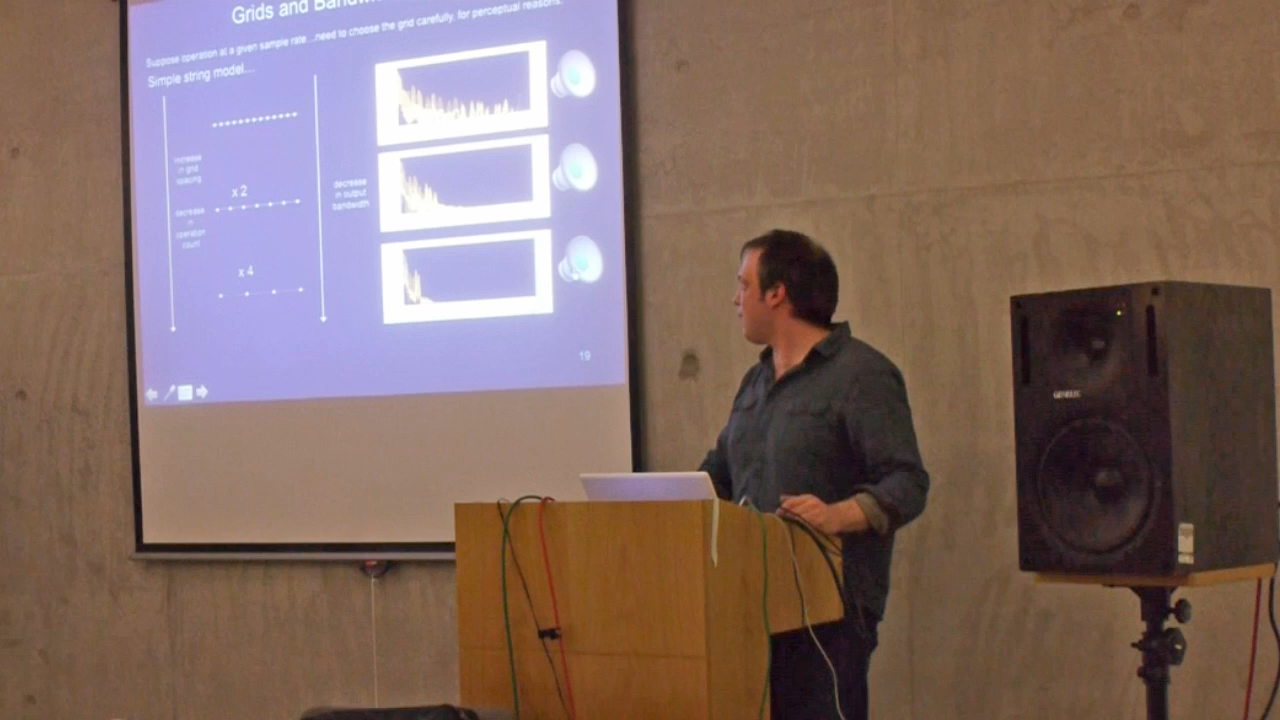 Grids and
Suppose operation at a given sample rate...need to choose the grid carefully, for perceptual reasons.
Simple string model...
increase
in grid
spacing
x 2
decrease
in
operation
count
decrease
in output
bandwidth
x 4
19
GENELEC